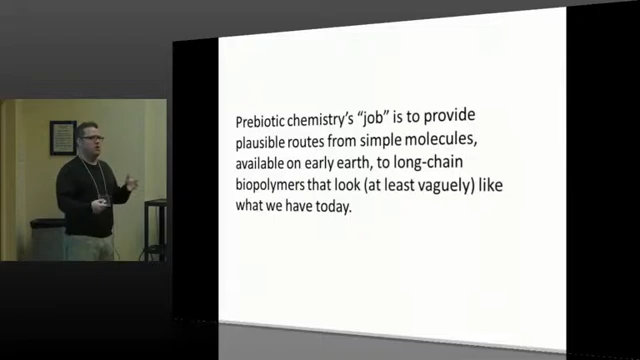 Prebiotic chemistry's “job” is to provide
plausible routes from simple molecules,
available on early earth, to long-chain
biopolymers that look (at least vaguely) like
what we have today.